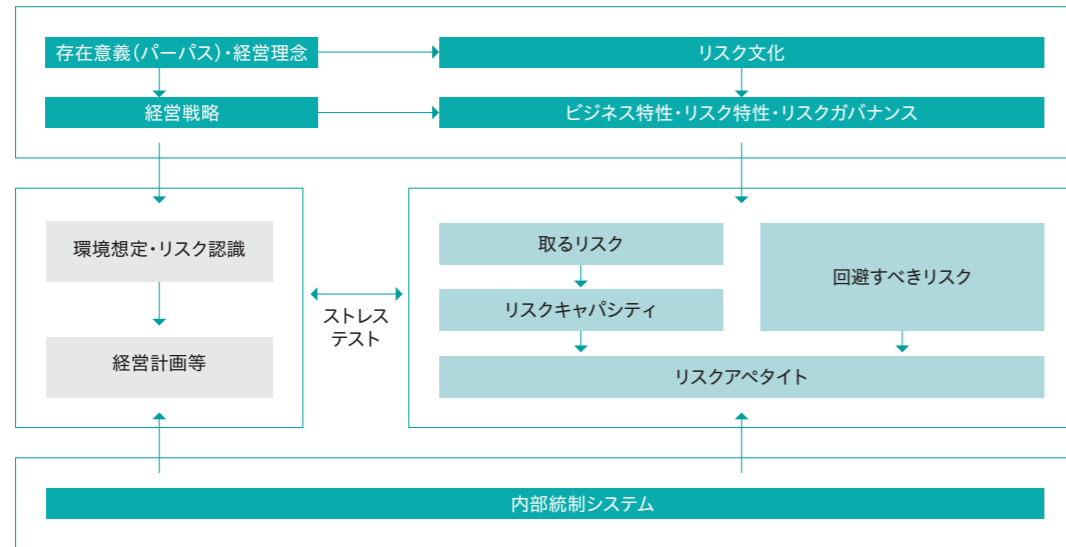 存在意義(パーパス)・経営理念
リスク文化
経営戦略
ビジネス特性・リスク特性・リスクガバナンス
環境想定・リスク認識
経営計画等
ストレス
テスト
取るリスク
リスクキャパシティ
回避すべきリスク
リスクアペタイト
内部統制システム